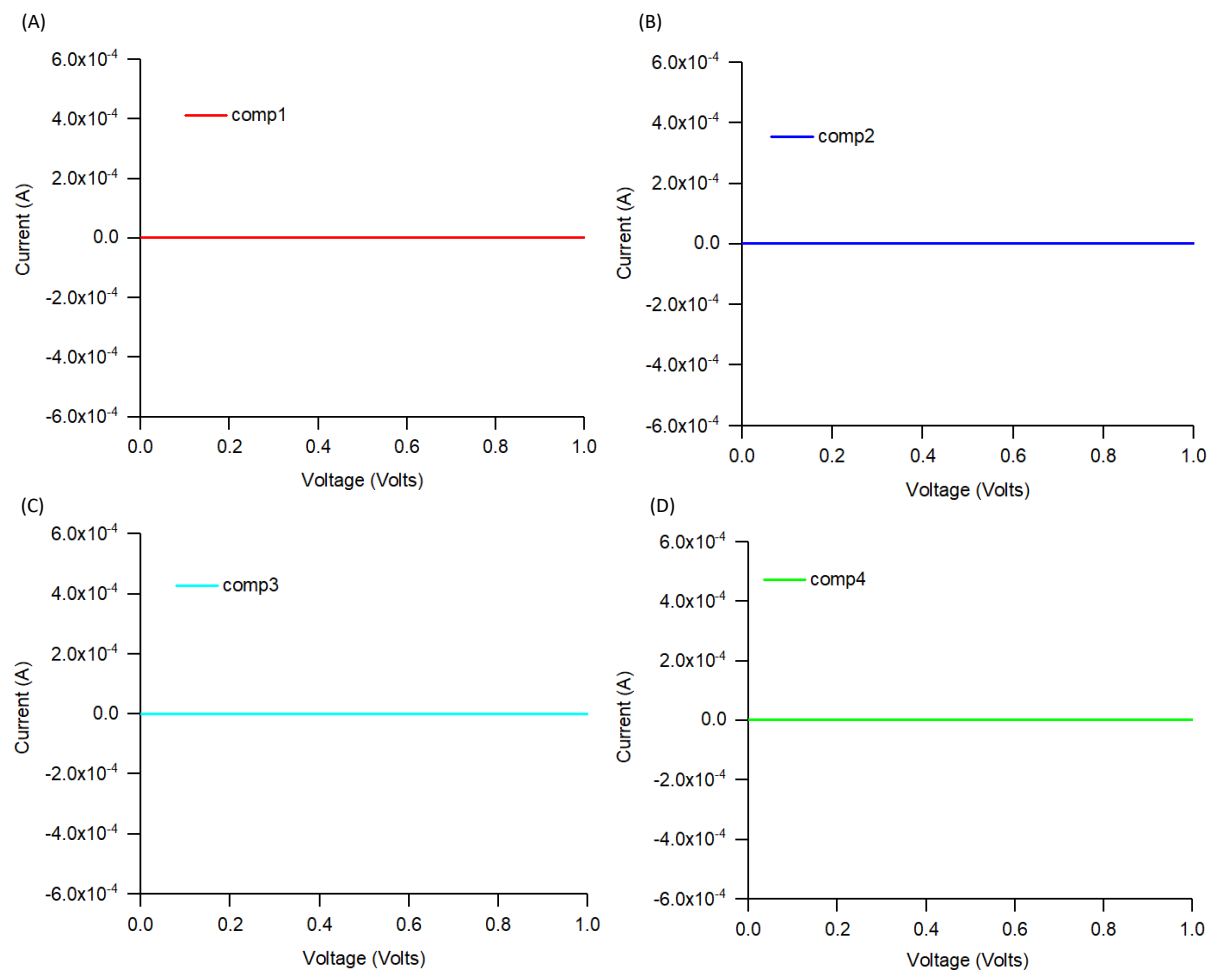 (A)
6.0x10⁻⁴
4.0x10⁻⁴
2.0x10⁻⁴
0.0
-2.0x10⁻⁴
-4.0x10⁻⁴
-6.0x10⁻⁴
Current (A)
comp1
0.0 0.2 0.4 0.6 0.8 1.0
Voltage (Volts)
(B)
6.0x10⁻⁴
4.0x10⁻⁴
2.0x10⁻⁴
0.0
-2.0x10⁻⁴
-4.0x10⁻⁴
-6.0x10⁻⁴
Current (A)
comp2
0.0 0.2 0.4 0.6 0.8 1.0
Voltage (Volts)
(C)
6.0x10⁻⁴
4.0x10⁻⁴
2.0x10⁻⁴
0.0
-2.0x10⁻⁴
-4.0x10⁻⁴
-6.0x10⁻⁴
Current (A)
comp3
0.0 0.2 0.4 0.6 0.8 1.0
Voltage (Volts)
(D)
6.0x10⁻⁴
4.0x10⁻⁴
2.0x10⁻⁴
0.0
-2.0x10⁻⁴
-4.0x10⁻⁴
-6.0x10⁻⁴
Current (A)
comp4
0.0 0.2 0.4 0.6 0.8 1.0
Voltage (Volts)